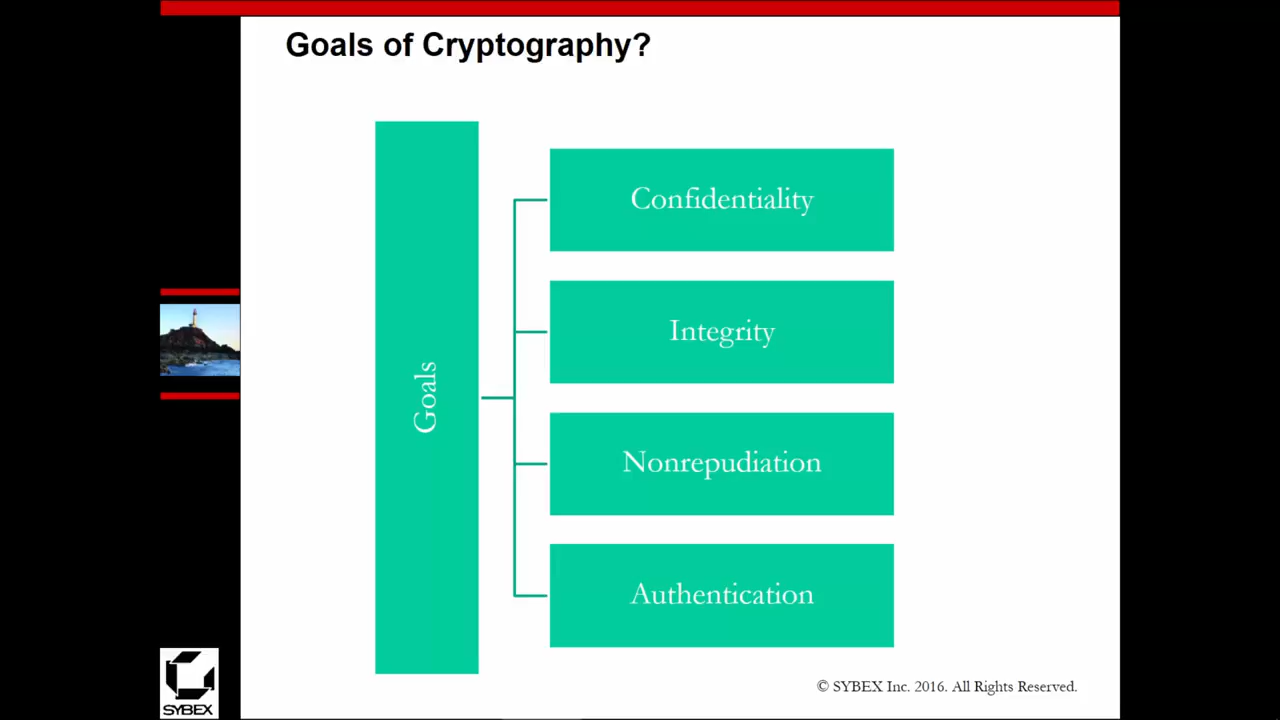 Goals of Cryptography?
Goals
Confidentiality
Integrity
Nonrepudiation
Authentication
© SYBEX Inc. 2016. All Rights Reserved.
SYBEX